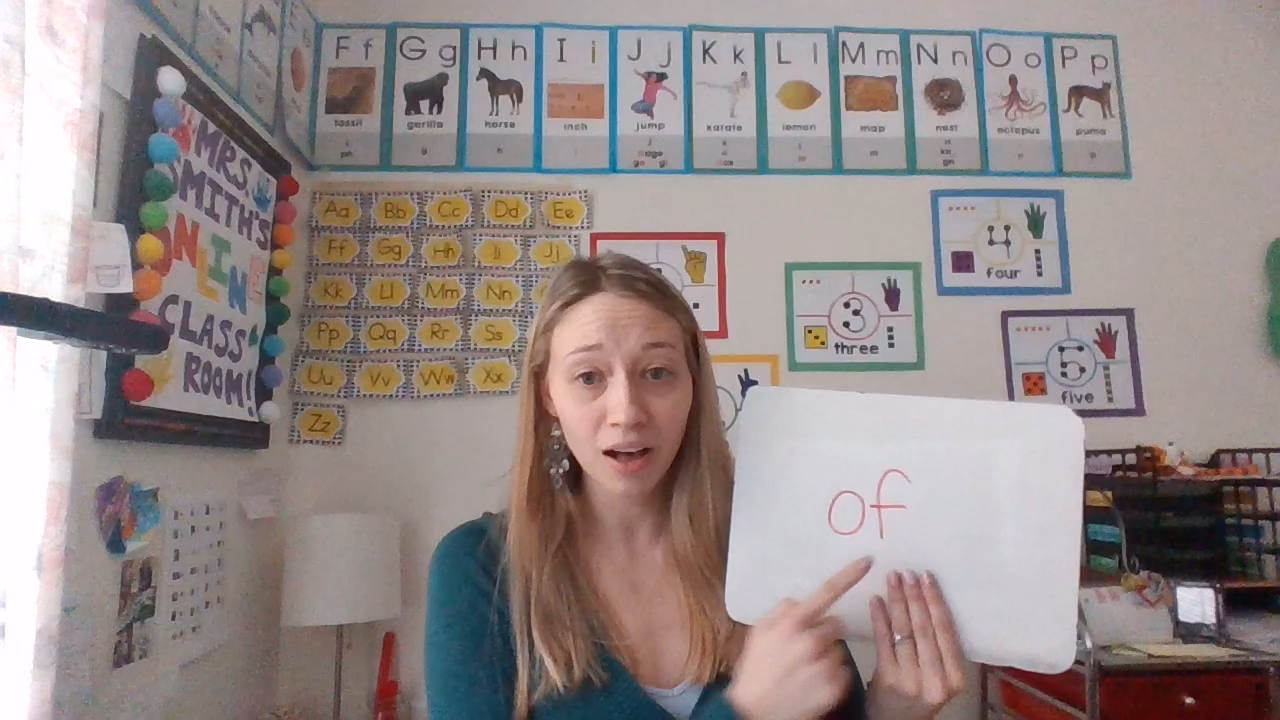 Ff Gg Hh Ii Jj Kk Ll Mm Nn Oo Pp
fossil gorilla horse inch jump karate lemon map nest octopus puma
MRS.
SMITH'S
ONLINE
CLASS
ROOM!
Aa Bb Cc Dd Ee
Ff Gg Hh Ii Jj
Kk Ll Mm Nn
Pp Qq Rr Ss
Uu Vv Ww Xx
Zz
3
three
4
four
5
five
of